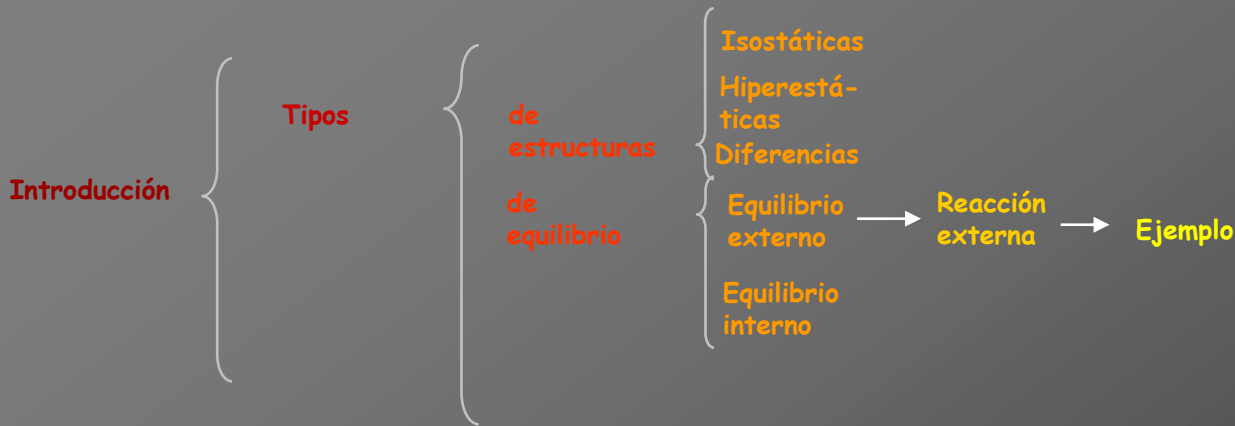 Introducción
Tipos
de
estructuras
Isostáticas
Hiperestá-
ticas
Diferencias
de
equilibrio
Equilibrio
externo
Reacción
externa
Ejemplo
Equilibrio
interno